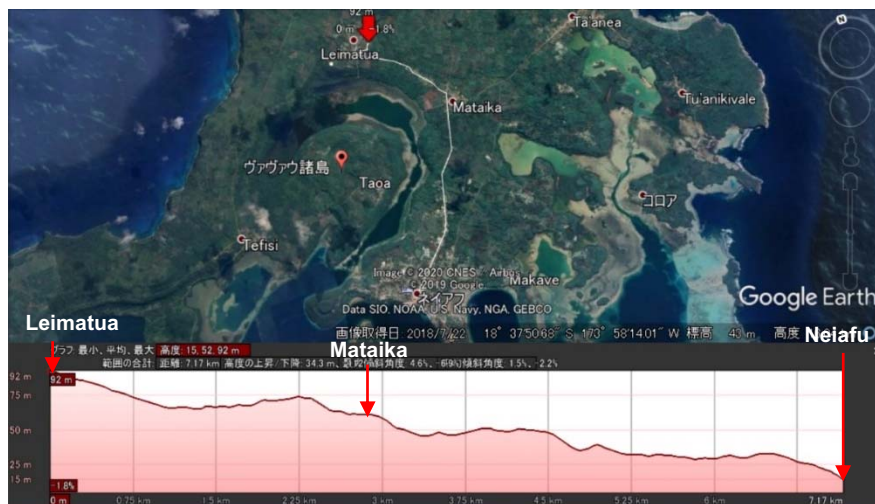 92 m
0 m -1.8%
Leimatua
Ta'anea
N
Mataika
Tu'anikivale
ヴァヴァウ諸島
Taoa
コロア
Tefisi
Image © 2020 CNES / Airbus
© 2019 Google
Makave
ネイアフ
Data SIO, NOAA, U.S. Navy, NGA, GEBCO
Google Earth
画像取得日 2018/7/22 18° 37'50.68" S, 173° 58'14.01" W 標高 43 m 高度
Leimatua
Mataika
Neiafu
グラフ 最小、平均、最大 高度: 15, 52, 92 m
範囲の合計: 距離: 7.17 km 高度の上昇/下降: 34.3 m, 傾斜角度: 4.6%, 傾斜角度 1.5%, -2.2%
92 m
92 m
75 m
50 m
25 m
15 m
-1.8%
0 m
0.75 km
1.5 km
2.25 km
3 km
3.75 km
4.5 km
5.25 km
6 km
7.17 km